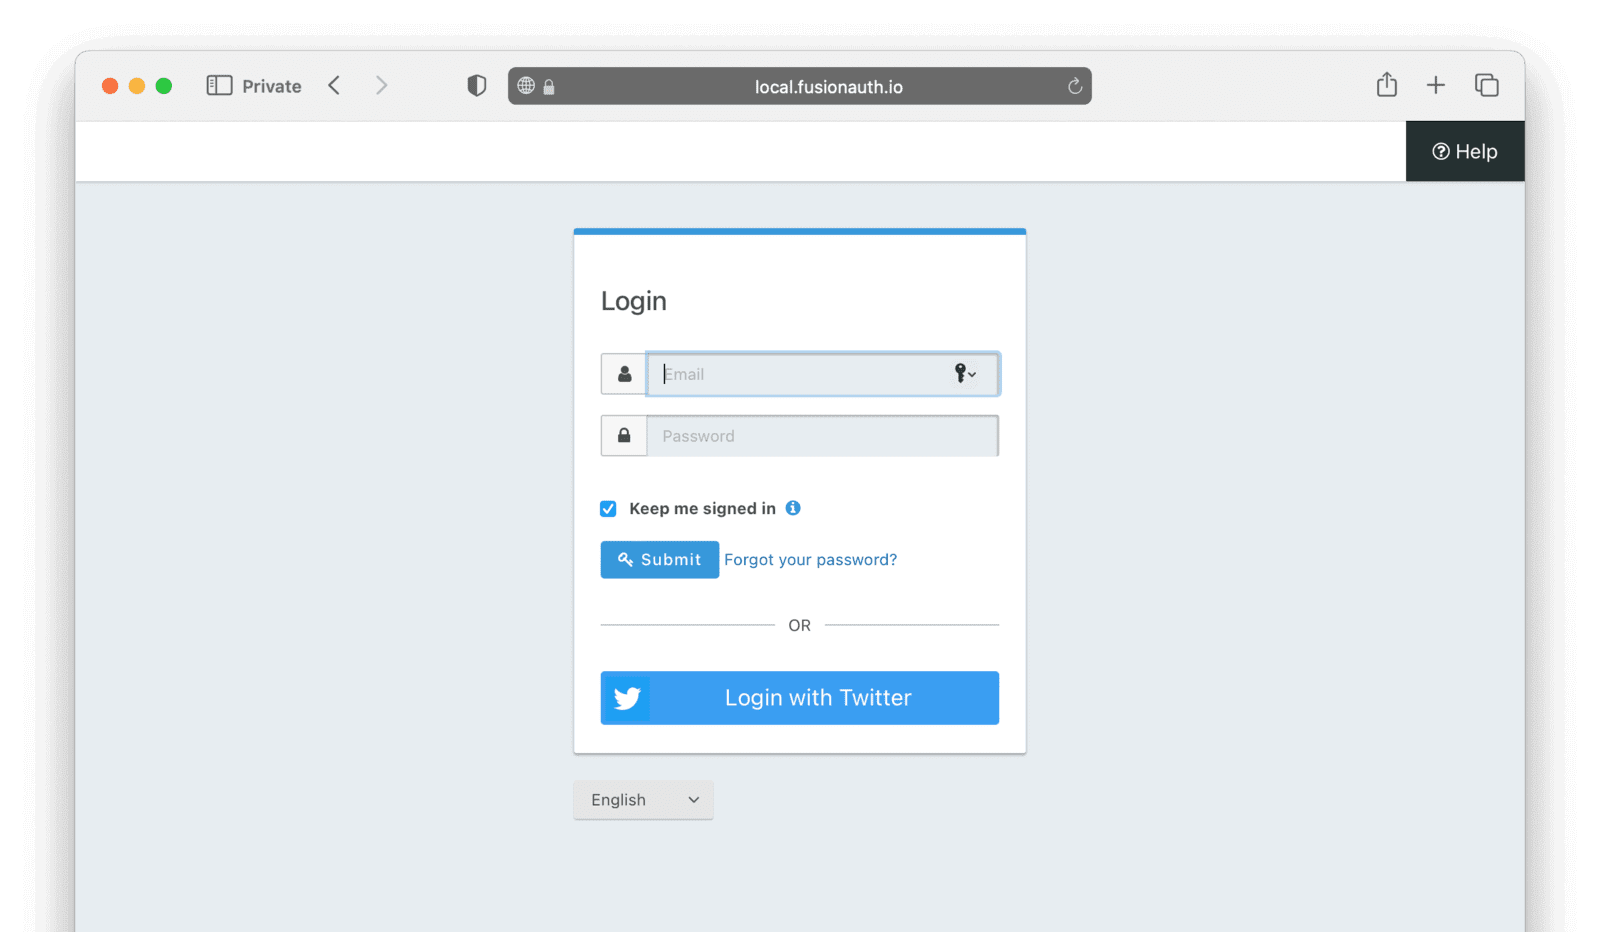 Private
local.fusionauth.io
Help
Login
Email
Password
Keep me signed in
Submit Forgot your password?
OR
Login with Twitter
English